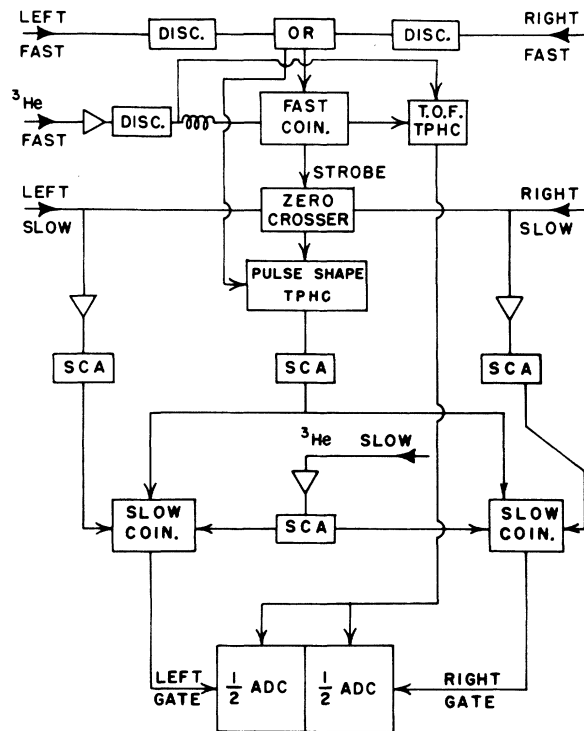 LEFT
FAST
DISC.
OR
DISC.
RIGHT
FAST
³He
FAST
DISC.
FAST
COIN.
T.O.F.
TPHC
STROBE
LEFT
SLOW
ZERO
CROSSER
RIGHT
SLOW
PULSE SHAPE
TPHC
SCA
SCA
SCA
³He SLOW
SLOW
COIN.
SCA
SLOW
COIN.
LEFT
GATE
1/2 ADC
1/2 ADC
RIGHT
GATE